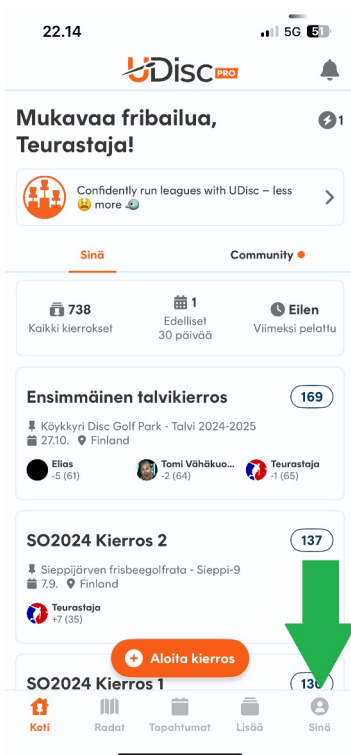 22.14
5G 51
UDisc PRO
Mukavaa fribailua,
Teurastaja!
1
Confidently run leagues with UDisc – less
😫 more 🥏
Sinä
Community
738
Kaikki kierrokset
1
Edelliset
30 päivää
Eilen
Viimeksi pelattu
Ensimmäinen talvikierros
169
Köykkyri Disc Golf Park - Talvi 2024-2025
27.10. Finland
Elias
-5 (61)
Tomi Vähäkuo...
-2 (64)
Teurastaja
-1 (65)
SO2024 Kierros 2
137
Sieppijärven frisbeegolfrata - Sieppi-9
7.9. Finland
Teurastaja
+7 (35)
Aloita kierros
SO2024 Kierros 1
Koti
Radat
Tapahtumat
Lisää
Sinä